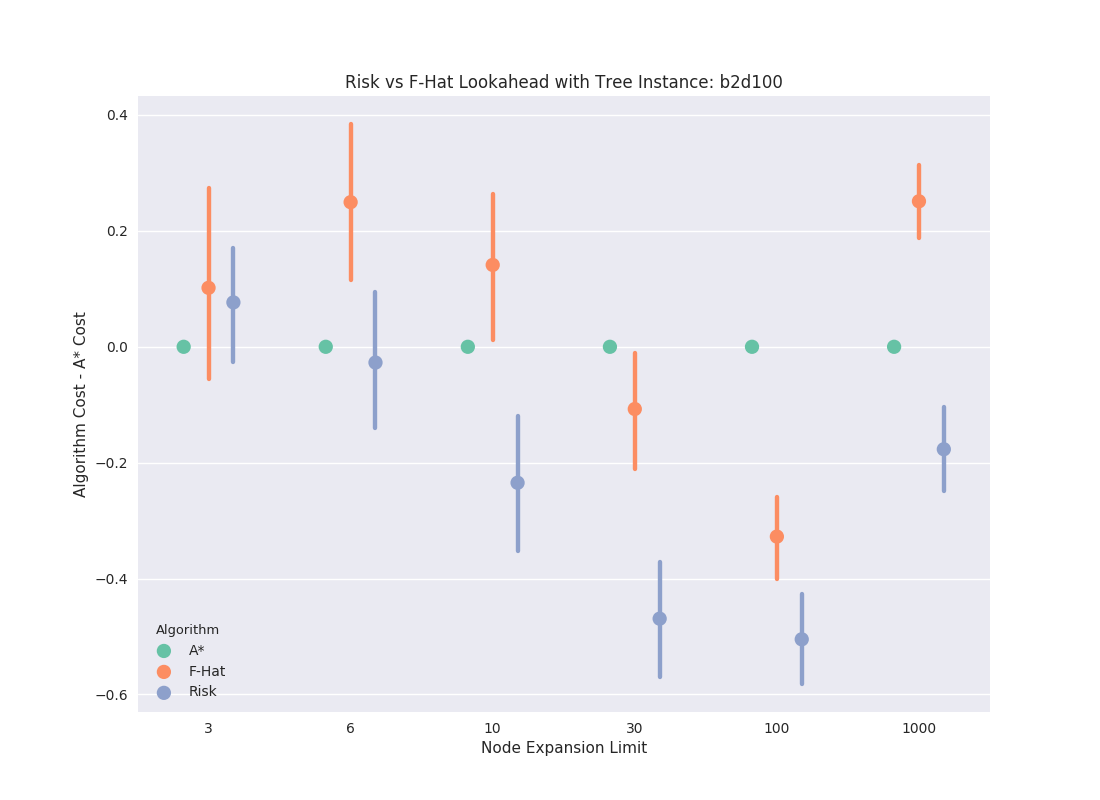 Risk vs F-Hat Lookahead with Tree Instance: b2d100
0.4
0.2
0.0
−0.2
−0.4
−0.6
Algorithm Cost - A* Cost
Algorithm
A*
F-Hat
Risk
3 6 10 30 100 1000
Node Expansion Limit